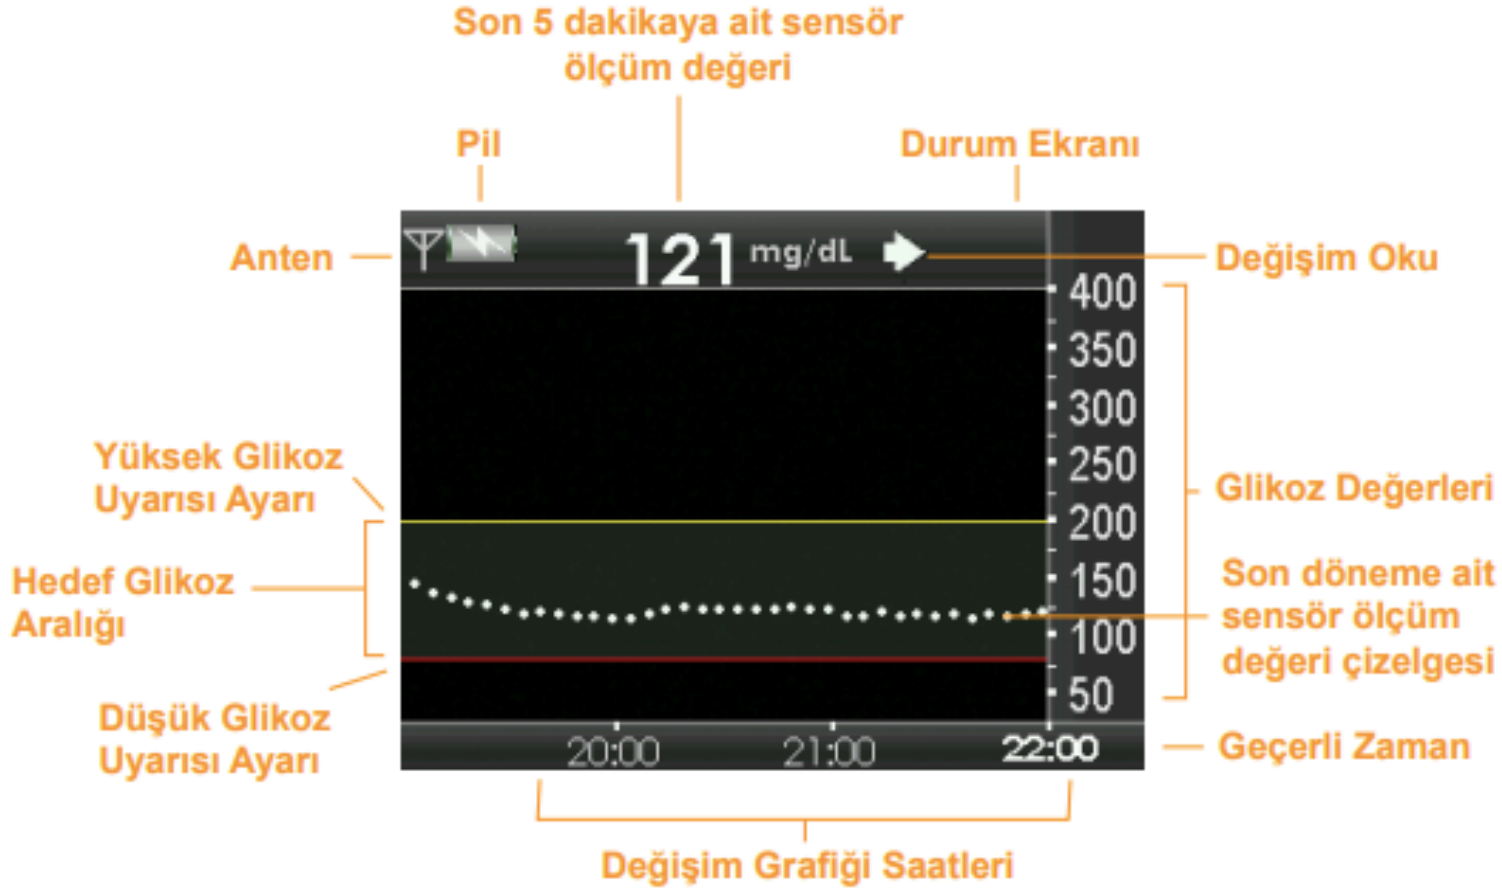 Son 5 dakikaya ait sensör
ölçüm değeri
Pil
Durum Ekranı
Anten
121 mg/dL
Değişim Oku
400
350
300
250
200
150
100
50
Yüksek Glikoz
Uyarısı Ayarı
Glikoz Değerleri
Hedef Glikoz
Aralığı
Son döneme ait
sensör ölçüm
değeri çizelgesi
Düşük Glikoz
Uyarısı Ayarı
20:00
21:00
22:00
Geçerli Zaman
Değişim Grafiği Saatleri